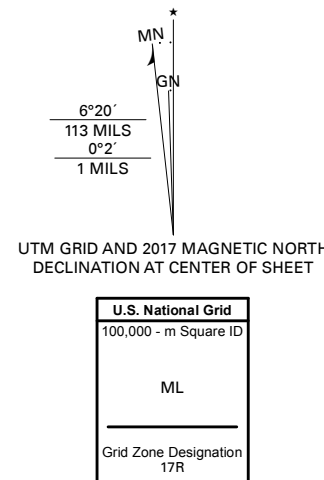 ★
MN
GN
6°20´
113 MILS
0°2´
1 MILS
UTM GRID AND 2017 MAGNETIC NORTH
DECLINATION AT CENTER OF SHEET
U.S. National Grid
100,000 - m Square ID
ML
Grid Zone Designation
17R